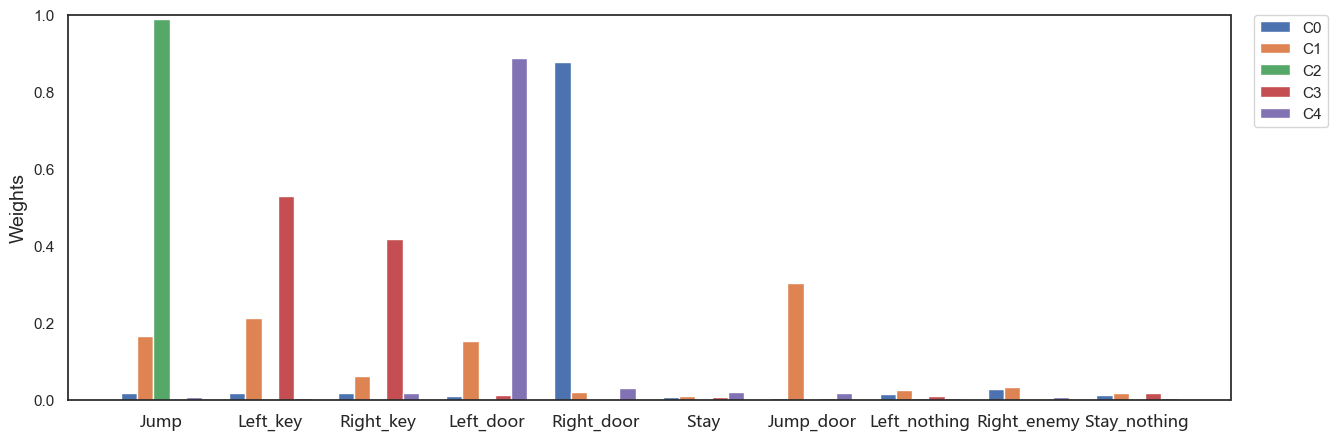 Weights
1.0
0.8
0.6
0.4
0.2
0.0
Jump Left_key Right_key Left_door Right_door Stay Jump_door Left_nothing Right_enemy Stay_nothing
C0
C1
C2
C3
C4